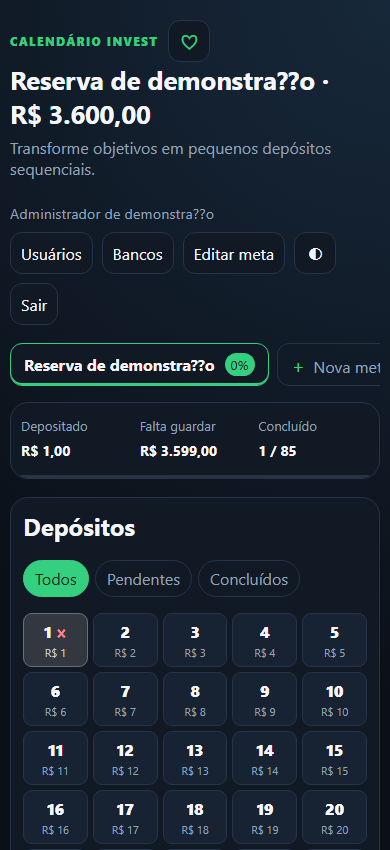 CALENDÁRIO INVEST
Reserva de demonstra??o ·
R$ 3.600,00
Transforme objetivos em pequenos depósitos
sequenciais.
Administrador de demonstra??o
Usuários Bancos Editar meta
Sair
Reserva de demonstra??o 0% + Nova met
Depositado Falta guardar Concluído
R$ 1,00 R$ 3.599,00 1 / 85
Depósitos
Todos Pendentes Concluídos
1 × 2 3 4 5
R$ 1 R$ 2 R$ 3 R$ 4 R$ 5
6 7 8 9 10
R$ 6 R$ 7 R$ 8 R$ 9 R$ 10
11 12 13 14 15
R$ 11 R$ 12 R$ 13 R$ 14 R$ 15
16 17 18 19 20
R$ 16 R$ 17 R$ 18 R$ 19 R$ 20